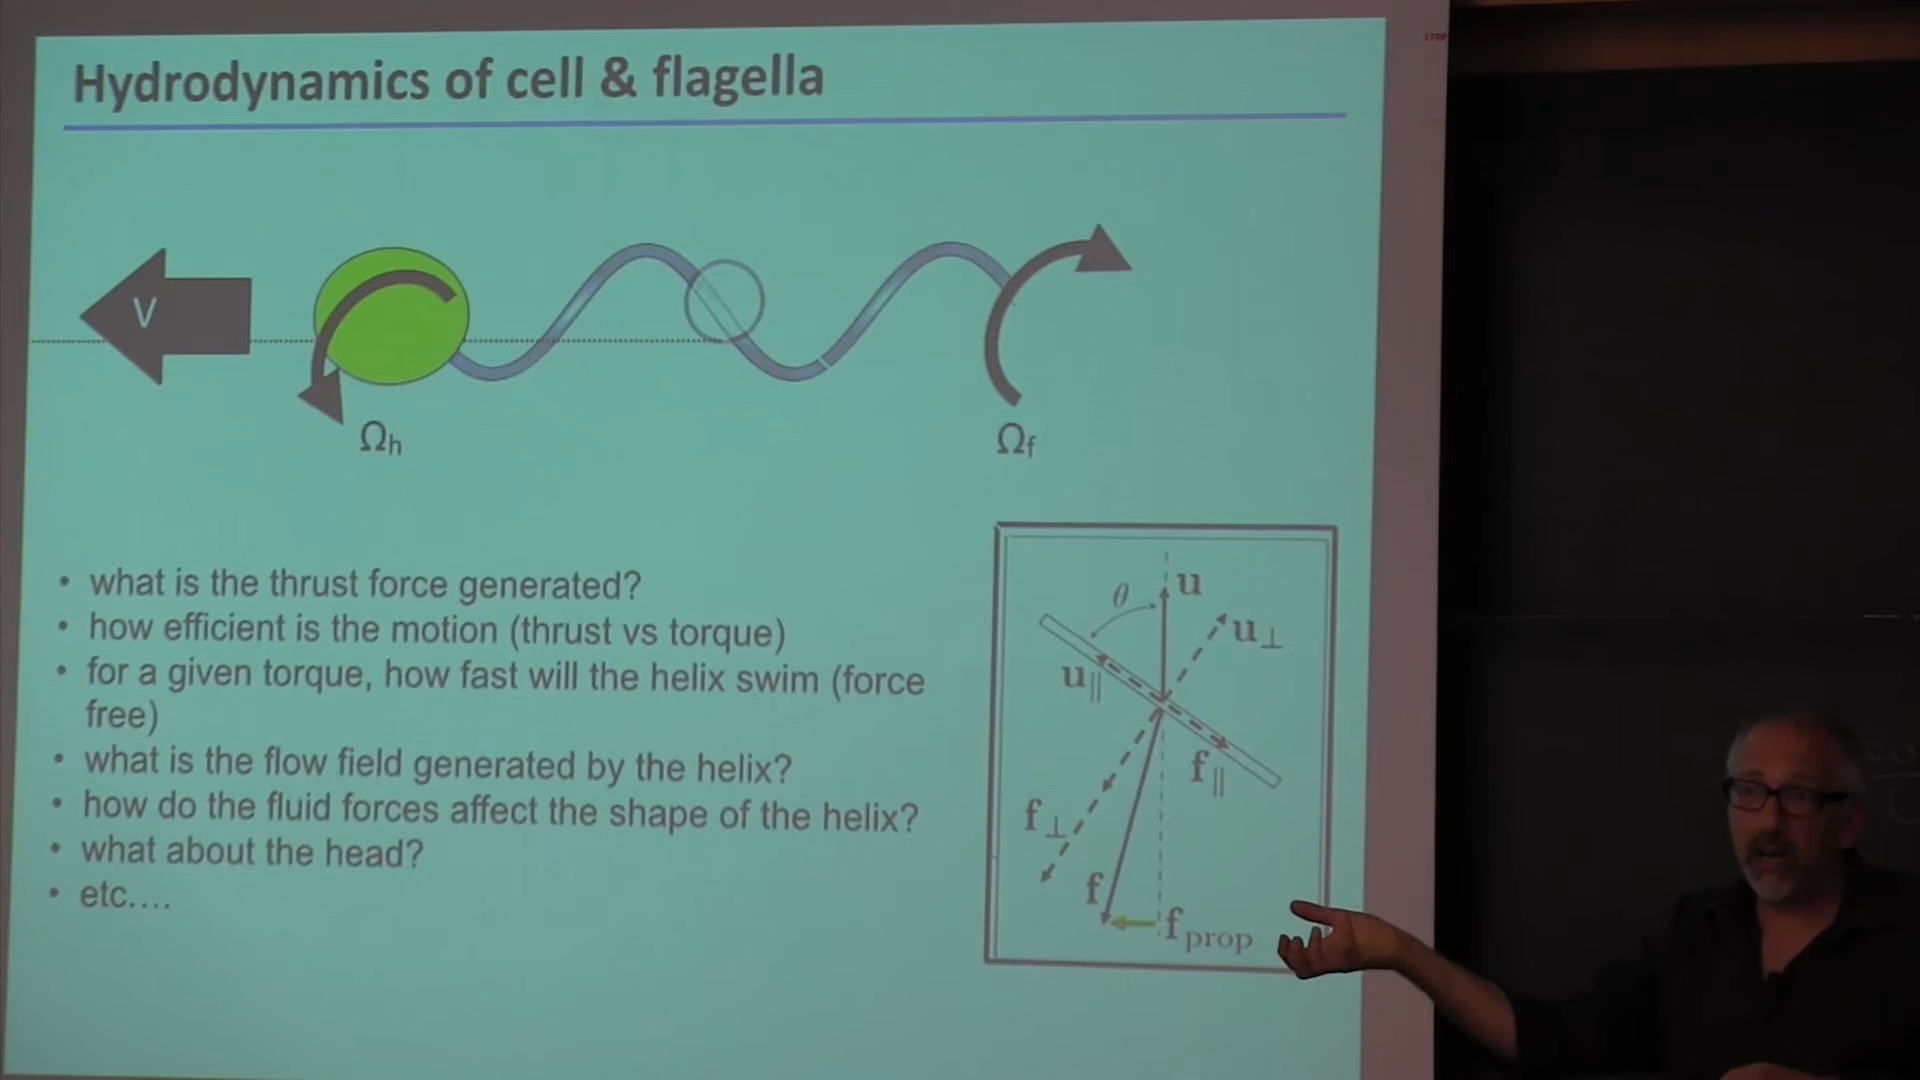 Hydrodynamics of cell & flagella
STOP
V
Ωh
Ωf
• what is the thrust force generated?
• how efficient is the motion (thrust vs torque)
• for a given torque, how fast will the helix swim (force
free)
• what is the flow field generated by the helix?
• how do the fluid forces affect the shape of the helix?
• what about the head?
• etc....
θ
u
u⊥
u||
f||
f⊥
f
fprop